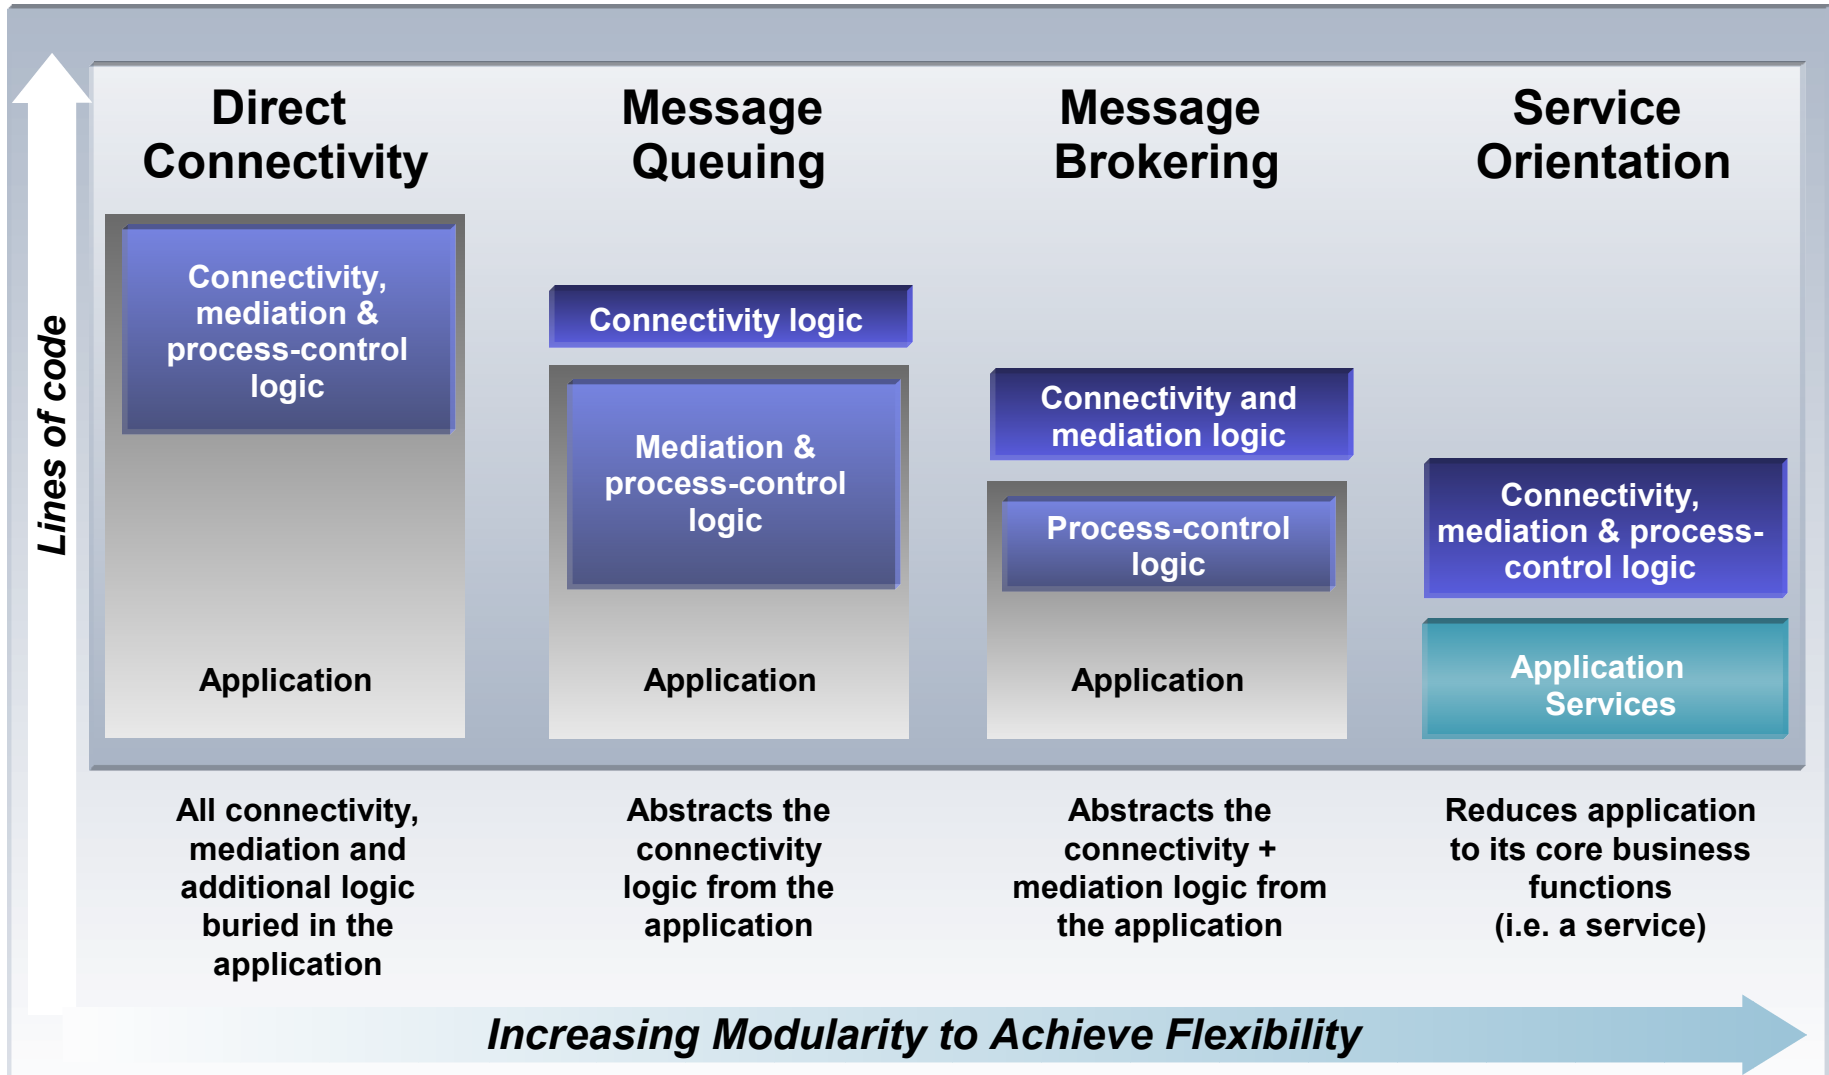 Direct
Connectivity
Message
Queuing
Message
Brokering
Service
Orientation
Lines of code
Connectivity,
mediation &
process-control
logic
Application
Connectivity logic
Mediation &
process-control
logic
Application
Connectivity and
mediation logic
Process-control
logic
Application
Connectivity,
mediation & process-
control logic
Application
Services
All connectivity,
mediation and
additional logic
buried in the
application
Abstracts the
connectivity
logic from the
application
Abstracts the
connectivity +
mediation logic from
the application
Reduces application
to its core business
functions
(i.e. a service)
Increasing Modularity to Achieve Flexibility